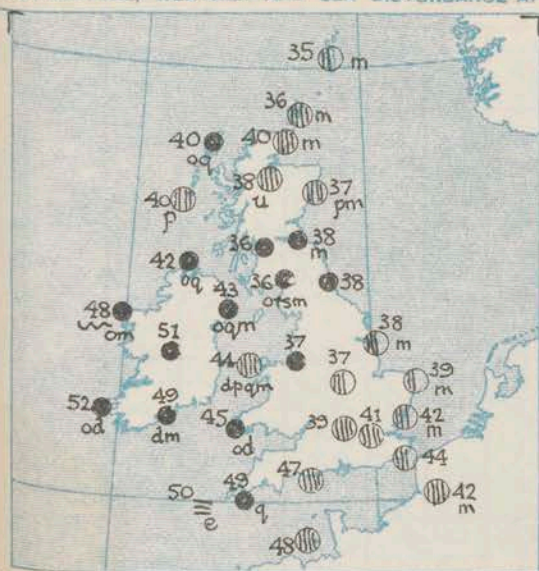 35 m
36 m
40 oq
40 m
38 u
37 pm
40 p
36
38 m
42 oq
36 otsm
38
48 om
43 oqm
51
44 dpqm
37
38 m
37
39 m
52 od
49 dm
45 od
39
41
42 m
44
50 e
49 q
47
42 m
48